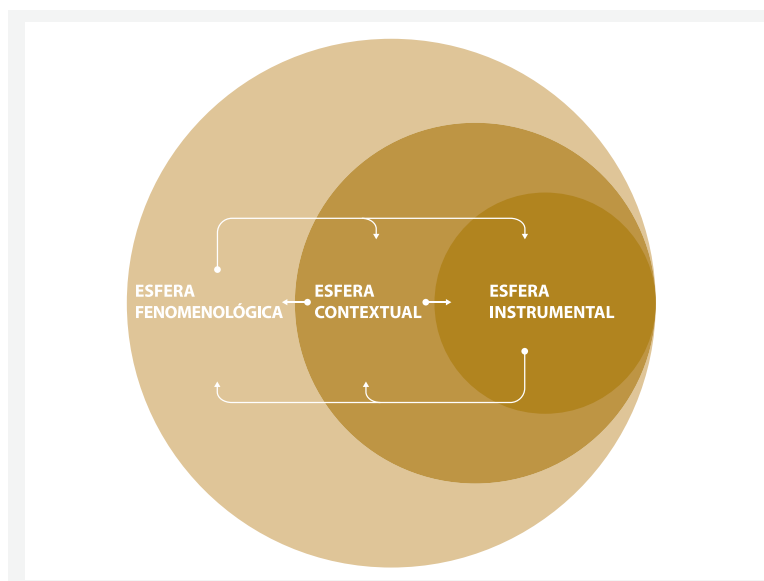 ESFERA
FENOMENOLÓGICA
ESFERA
CONTEXTUAL
ESFERA
INSTRUMENTAL